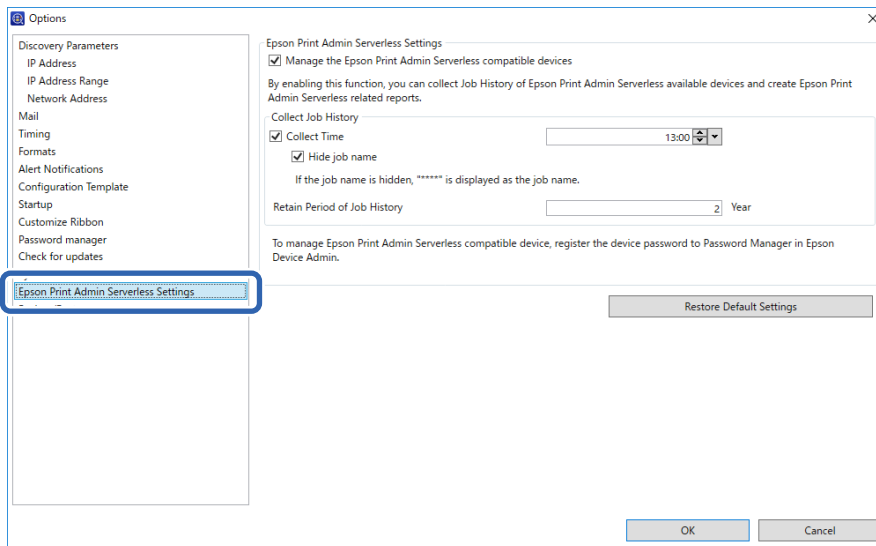 Options
Discovery Parameters
IP Address
IP Address Range
Network Address
Mail
Timing
Formats
Alert Notifications
Configuration Template
Startup
Customize Ribbon
Password manager
Check for updates
Epson Print Admin Serverless Settings
Epson Print Admin Serverless Settings
Manage the Epson Print Admin Serverless compatible devices
By enabling this function, you can collect Job History of Epson Print Admin Serverless available devices and create Epson Print
Admin Serverless related reports.
Collect Job History
Collect Time 13:00
Hide job name
If the job name is hidden, "*****" is displayed as the job name.
Retain Period of Job History 2 Year
To manage Epson Print Admin Serverless compatible device, register the device password to Password Manager in Epson
Device Admin.
Restore Default Settings
OK Cancel